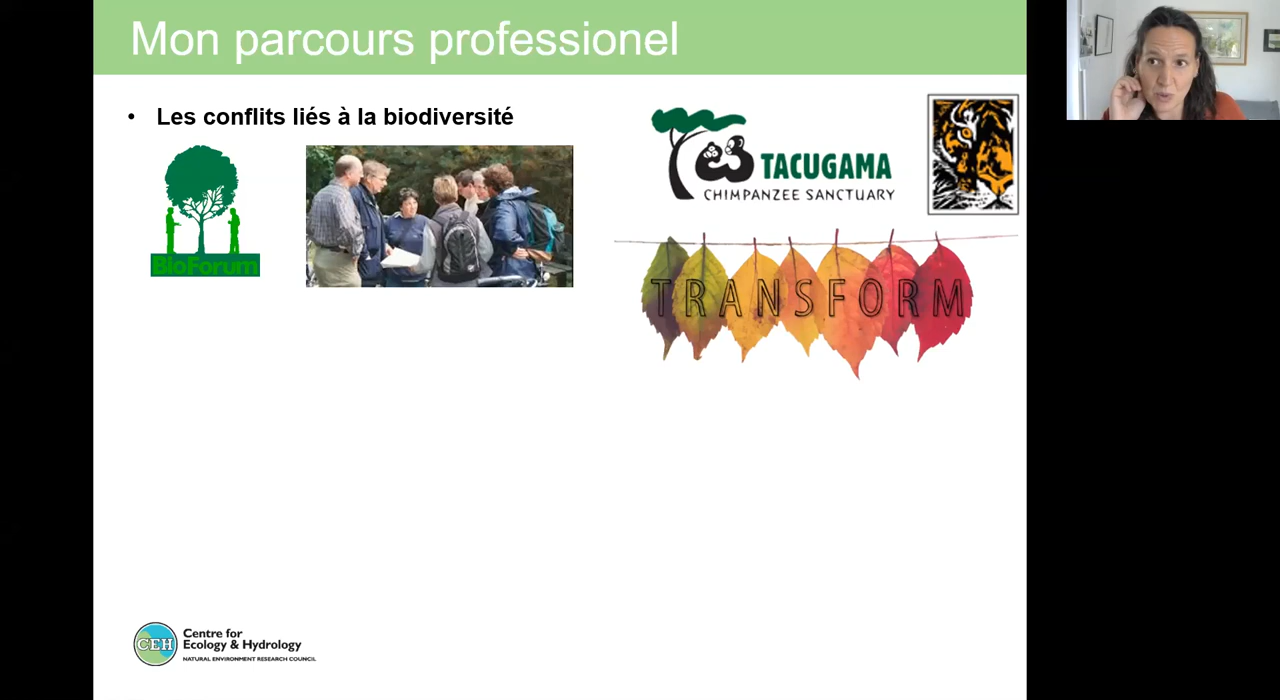 Mon parcours professionel
• Les conflits liés à la biodiversité
BioForum
TACUGAMA
CHIMPANZEE SANCTUARY
TRANSFORM
CEH
Centre for
Ecology & Hydrology
NATURAL ENVIRONMENT RESEARCH COUNCIL